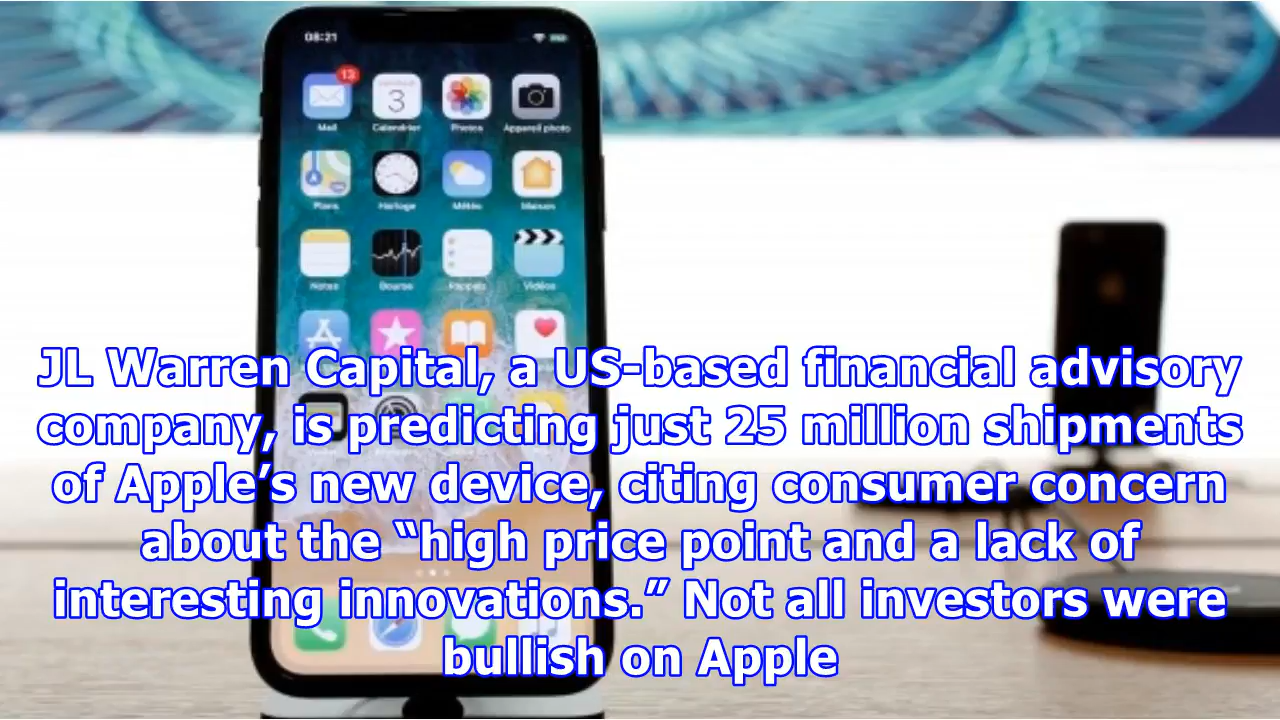 08:21
13
3
Mail
Calendrier
Photos
Appareil photo
Plans
Horloge
Météo
Maison
Notes
Bourse
Rappels
Vidéos
JL Warren Capital, a US-based financial advisory
company, is predicting just 25 million shipments
of Apple’s new device, citing consumer concern
about the “high price point and a lack of
interesting innovations.” Not all investors were
bullish on Apple